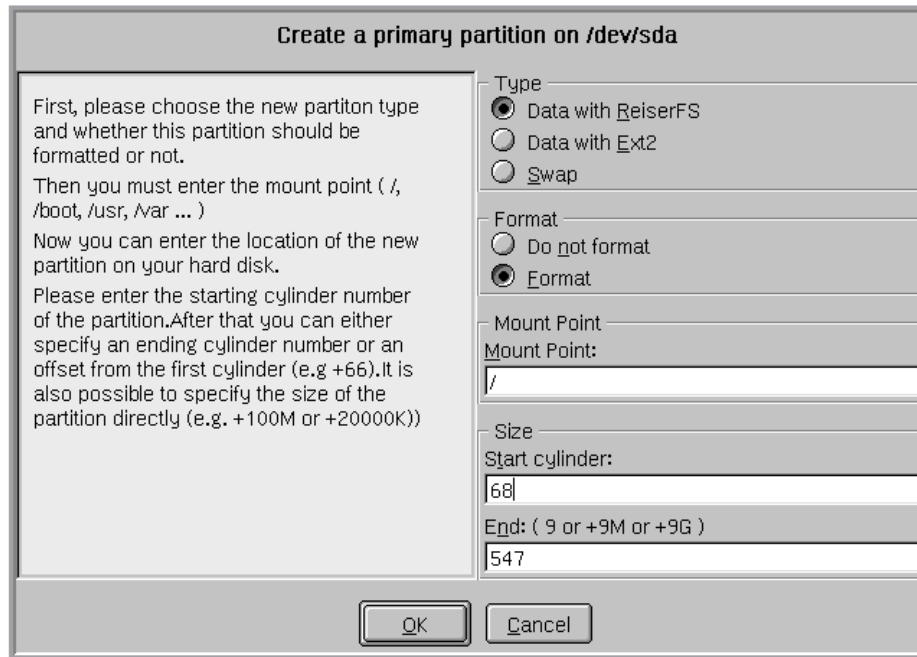 Create a primary partition on /dev/sda
First, please choose the new partiton type
and whether this partition should be
formatted or not.
Then you must enter the mount point ( /,
/boot, /usr, /var ... )
Now you can enter the location of the new
partition on your hard disk.
Please enter the starting cylinder number
of the partition.After that you can either
specify an ending cylinder number or an
offset from the first cylinder (e.g +66).It is
also possible to specify the size of the
partition directly (e.g. +100M or +20000K))
Type
Data with ReiserFS
Data with Ext2
Swap
Format
Do not format
Format
Mount Point
Mount Point:
/
Size
Start cylinder:
68
End: ( 9 or +9M or +9G )
547
OK
Cancel